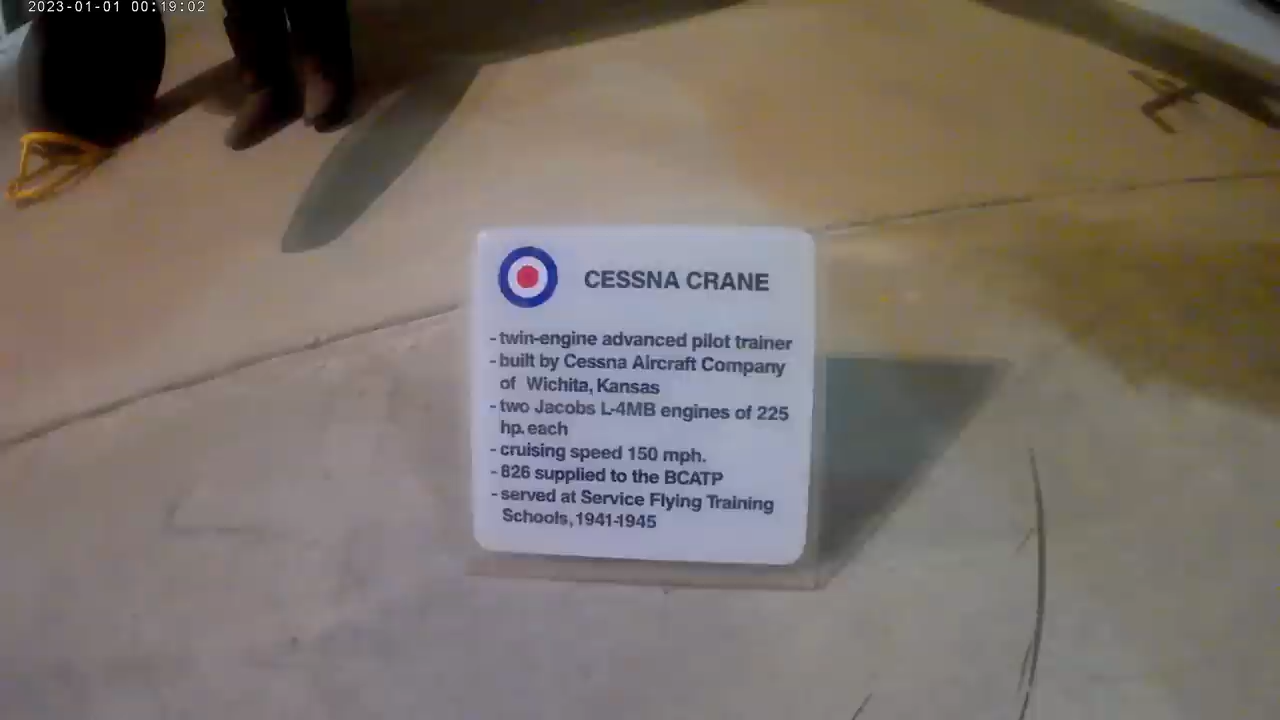 2023-01-01 00:19:02
CESSNA CRANE
- twin-engine advanced pilot trainer
- built by Cessna Aircraft Company
of Wichita, Kansas
- two Jacobs L-4MB engines of 225
hp. each
- cruising speed 150 mph.
- 826 supplied to the BCATP
- served at Service Flying Training
Schools, 1941-1945